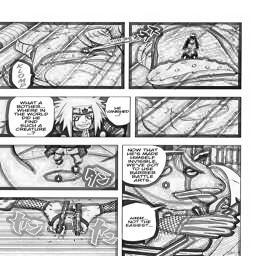 WHAT A
BOTHER...
WHERE IN
THE WORLD
DID HE
FIND
SUCH A
CREATURE
...?
HE
VANISHED
NOW THAT
HE'S MADE
HIMSELF
INVISIBLE,
WE'VE GOT
TO USE
BARRIER
BATTLE
ARTS.
HMM...
NOT THE
EASIEST...